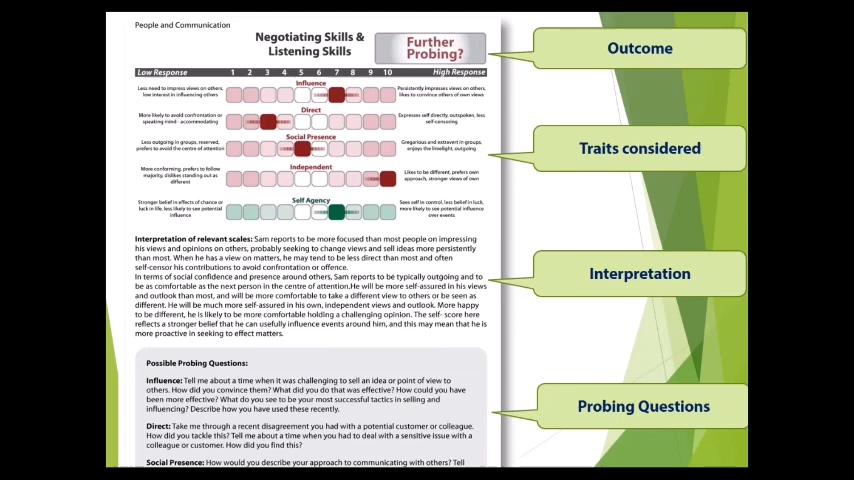 People and Communication
Negotiating Skills &
Listening Skills
Further
Probing?
Outcome
Low Response 1 2 3 4 5 6 7 8 9 10 High Response
Influence
Less need to impress views on others,
low interest in influencing others
Persistently impresses views on others,
likes to convince others of own views
Direct
More likely to avoid confrontation or
speaking mind - accommodating
Expresses self directly, outspoken, less
self-censoring
Social Presence
Less outgoing in groups, reserved,
prefers to avoid the centre of attention
Gregarious and extravert in groups,
enjoys the limelight, outgoing
Traits considered
Independent
More conforming, prefers to follow
majority, dislikes standing out as
different
Likes to be different, prefers own
approach, stronger views of own
Self Agency
Stronger belief in effects of chance or
luck in life, less likely to see potential
influence
Sees self in control, less belief in luck,
more likely to see potential influence
over events
Interpretation of relevant scales: Sam reports to be more focused than most people on impressing
his views and opinions on others, probably seeking to change views and sell ideas more persistently
than most. When he has a view on matters, he may tend to be less direct than most and often
self-censor his contributions to avoid confrontation or offence.
In terms of social confidence and presence around others, Sam reports to be typically outgoing and to
be as comfortable as the next person in the centre of attention.He will be more self-assured in his views
and outlook than most, and will be more comfortable to take a different view to others or be seen as
different. He will be much more self-assured in his own, independent views and outlook. More happy
to be different, he is likely to be more comfortable holding a challenging opinion. The self- score here
reflects a stronger belief that he can usefully influence events around him, and this may mean that he is
more proactive in seeking to effect matters.
Interpretation
Possible Probing Questions:
Influence: Tell me about a time when it was challenging to sell an idea or point of view to
others. How did you convince them? What did you do that was effective? How could you have
been more effective? What do you see to be your most successful tactics in selling and
influencing? Describe how you have used these recently.
Probing Questions
Direct: Take me through a recent disagreement you had with a potential customer or colleague.
How did you tackle this? Tell me about a time when you had to deal with a sensitive issue with a
colleague or customer. How did you find this?
Social Presence: How would you describe your approach to communicating with others? Tell